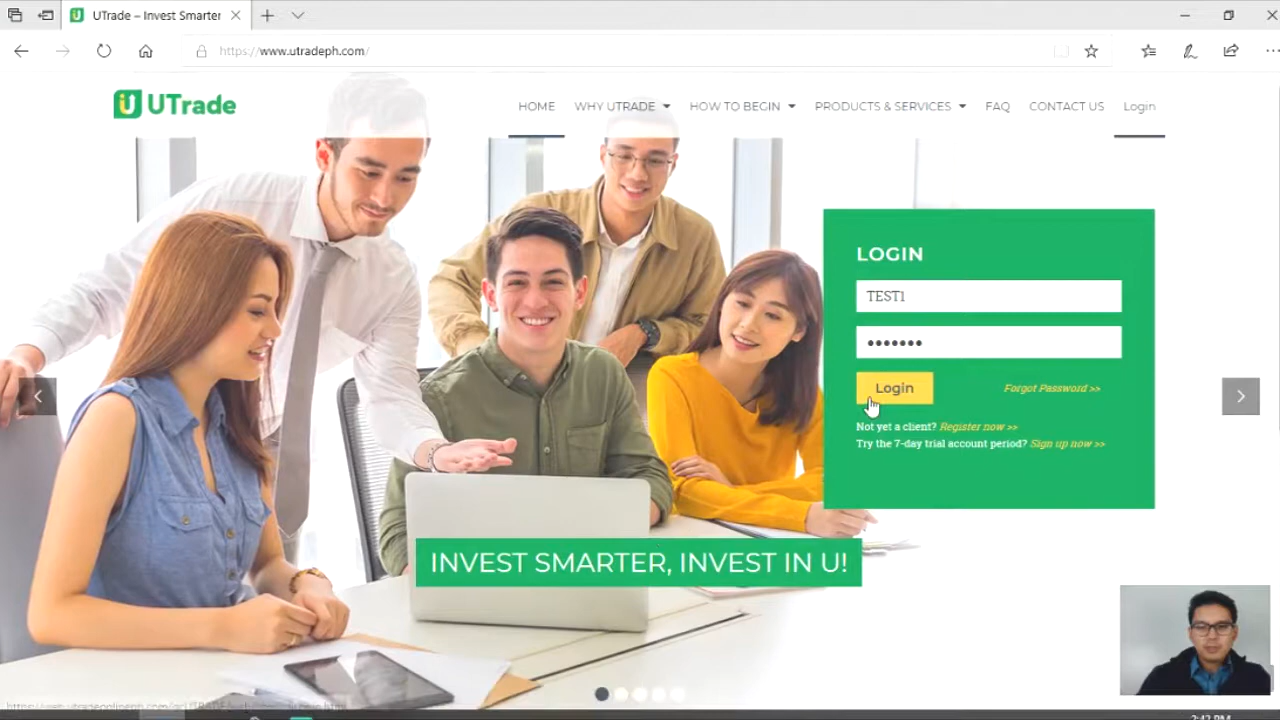 UTrade – Invest Smarter
https://www.utradeph.com/
UTrade
HOME
WHY UTRADE
HOW TO BEGIN
PRODUCTS & SERVICES
FAQ
CONTACT US
Login
LOGIN
TEST1
Login
Forgot Password >>
Not yet a client? Register now >>
Try the 7-day trial account period? Sign up now >>
INVEST SMARTER, INVEST IN U!